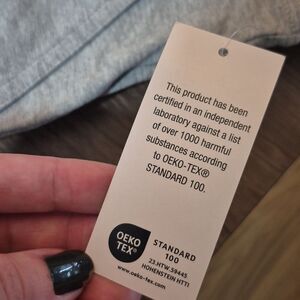 This product has been
certified in an independent
laboratory against a list
of over 1000 harmful
substances according
to OEKO-TEX®
STANDARD 100.
OEKO
TEX®
STANDARD
100
23.HTW.59445
HOHENSTEIN HTTI
www.oeko-tex.com